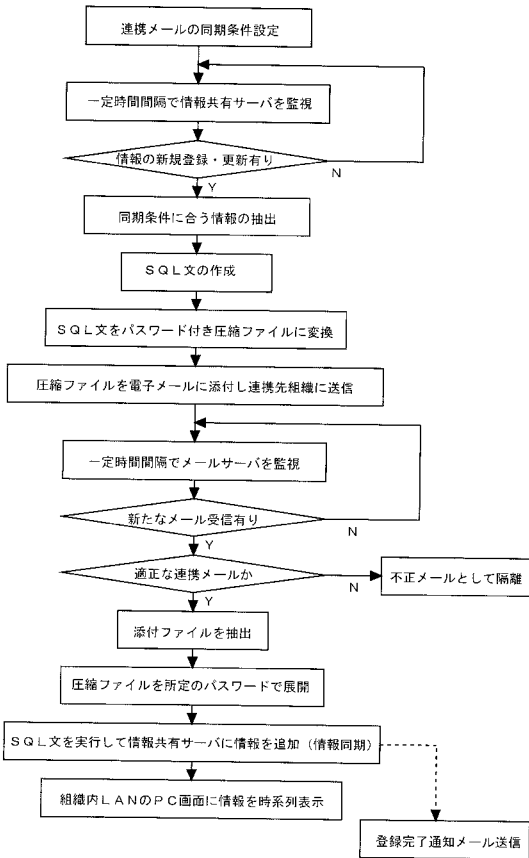 連携メールの同期条件設定
一定時間間隔で情報共有サーバを監視
情報の新規登録・更新有り
N
Y
同期条件に合う情報の抽出
ＳＱＬ文の作成
ＳＱＬ文をパスワード付き圧縮ファイルに変換
圧縮ファイルを電子メールに添付し連携先組織に送信
一定時間間隔でメールサーバを監視
新たなメール受信有り
N
Y
適正な連携メールか
N
不正メールとして隔離
Y
添付ファイルを抽出
圧縮ファイルを所定のパスワードで展開
ＳＱＬ文を実行して情報共有サーバに情報を追加（情報同期）
組織内ＬＡＮのＰＣ画面に情報を時系列表示
登録完了通知メール送信